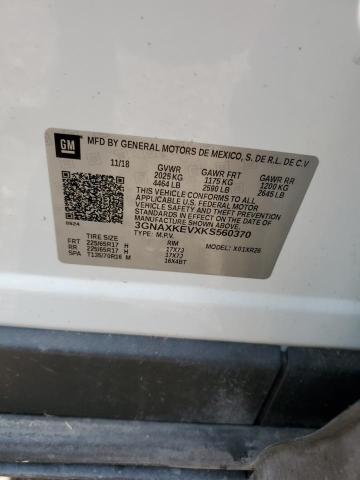 GM
MFD BY GENERAL MOTORS DE MEXICO, S. DE R.L. DE C.V
11/18 GVWR GAWR FRT GAWR RR
2025 KG 1175 KG 1200 KG
4464 LB 2590 LB 2645 LB
THIS VEHICLE CONFORMS TO ALL APPLICABLE
U.S. FEDERAL MOTOR VEHICLE SAFETY, BUMPER,
AND THEFT PREVENTION STANDARDS IN EFFECT
ON THE DATE OF MANUFACTURE SHOWN ABOVE.
3GNAXKEVXKS560370
TYPE: M.P.V. MODEL: X01XR26
TIRE SIZE RIM
FRT 225/65R17 H 17X7J
RR 225/65R17 H 17X7J
SPA T135/70R16 M 16X4BT